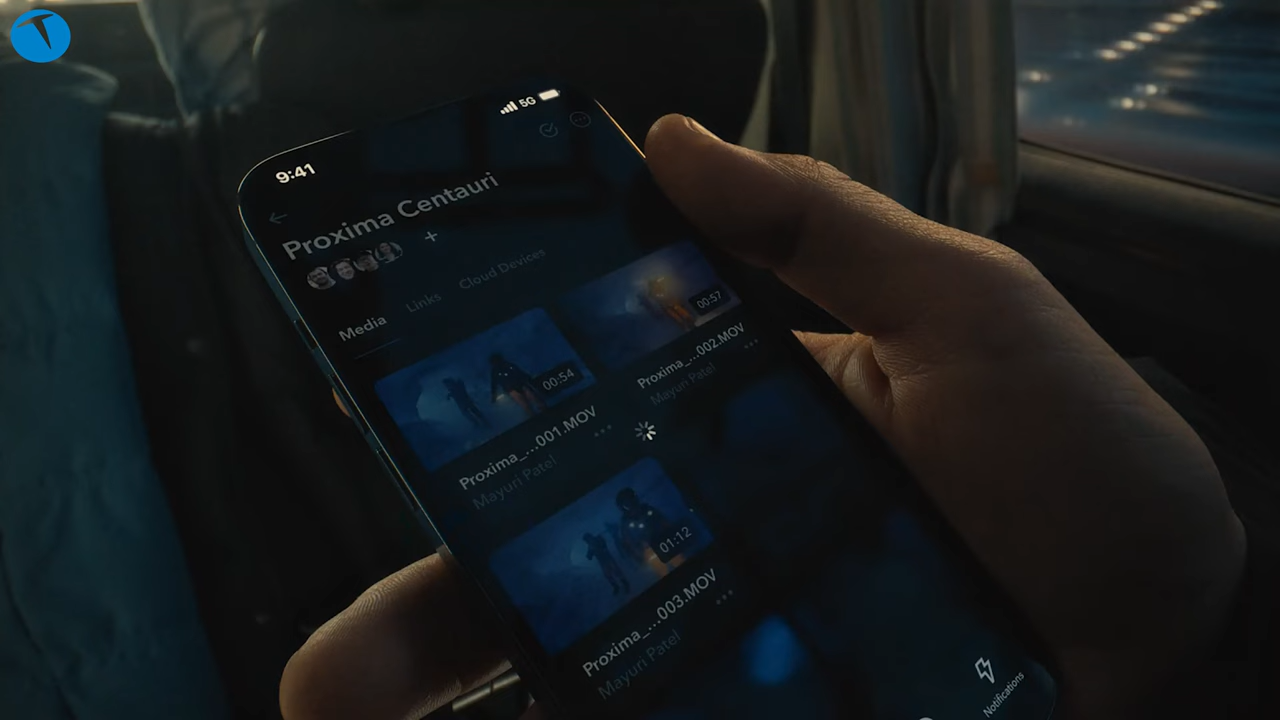 9:41
5G
Proxima Centauri
+
Media Links Cloud Devices
00:54
Proxima_...001.MOV
Mayuri Patel
00:57
Proxima_...002.MOV
Mayuri Patel
01:12
Proxima_...003.MOV
Mayuri Patel
Notifications